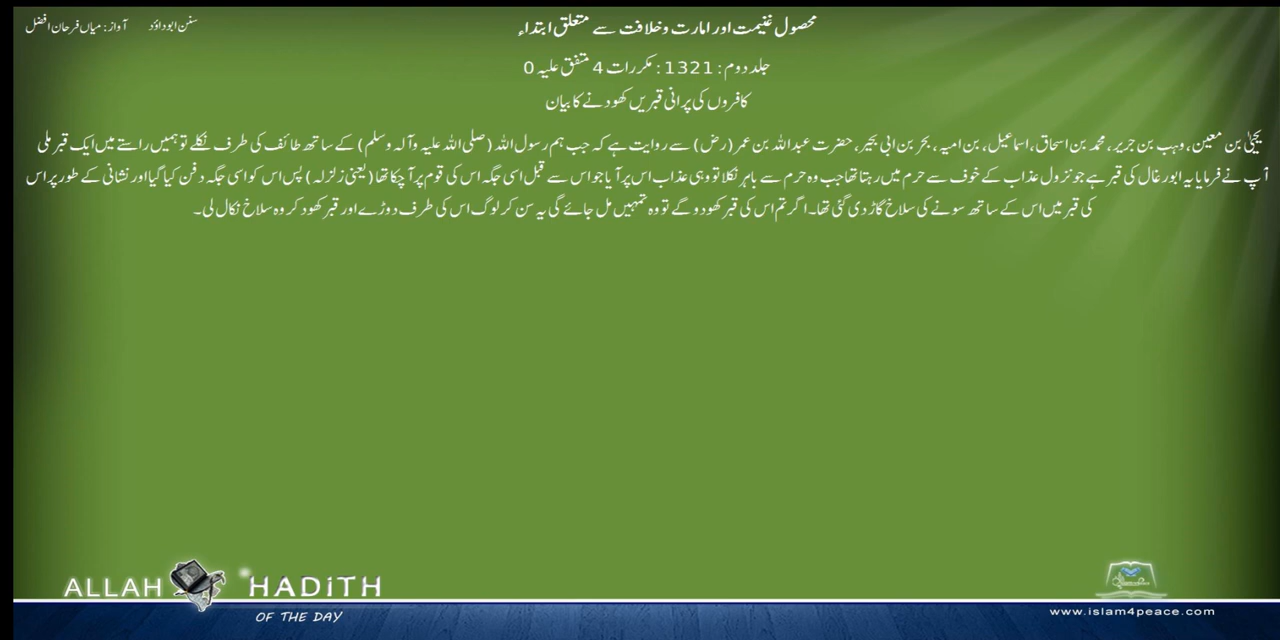 محصول غنیمت اور امارت و خلافت سے متعلق ابتداء
سنن ابوداؤد آواز: میاں فرحان افضل
جلد دوم : 1321 : مکررات 4 متفق علیہ 0
کافروں کی پرانی قبریں کھودنے کا بیان
یحییٰ بن معین، وہب بن جریر، محمد بن اسحاق، اسماعیل، بن امیہ، بحر بن ابی بجیر، حضرت عبداللہ بن عمر (رض) سے روایت ہے کہ جب ہم رسول اللہ (صلی اللہ علیہ وآلہ وسلم) کے ساتھ طائف کی طرف نکلے تو ہمیں راستے میں ایک قبر ملی
آپ نے فرمایا یہ ابورغال کی قبر ہے جو نزول عذاب کے خوف سے حرم میں رہتا تھا جب وہ حرم سے باہر نکلا تو وہی عذاب اس پر آیا جو اس سے قبل اسی جگہ اس کی قوم پر آچکا تھا (یعنی زلزلہ) پس اس کو اسی جگہ دفن کیا گیا اور نشانی کے طور پر اس
کی قبر میں اس کے ساتھ سونے کی سلاخ گاڑ دی گئی تھا۔ اگر تم اس کی قبر کھودو گے تو وہ تمہیں مل جائے گی یہ سن کر لوگ اس کی طرف دوڑے اور قبر کھود کر وہ سلاخ نکال لی۔
ALLAH HADITH
OF THE DAY
www.islam4peace.com